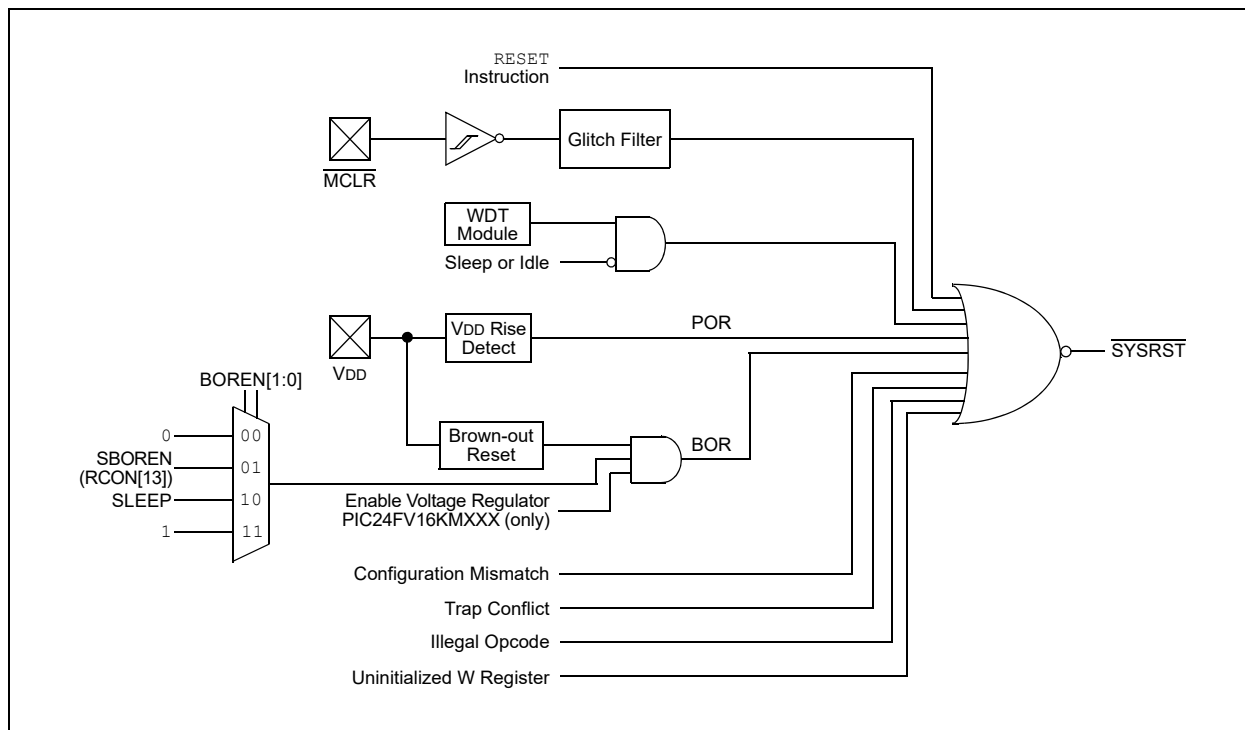 RESET
Instruction
MCLR
Glitch Filter
WDT
Module
Sleep or Idle
VDD
VDD Rise
Detect
POR
SYSRST
BOREN[1:0]
0
00
SBOREN
(RCON[13])
01
SLEEP
10
1
11
Brown-out
Reset
BOR
Enable Voltage Regulator
PIC24FV16KMXXX (only)
Configuration Mismatch
Trap Conflict
Illegal Opcode
Uninitialized W Register